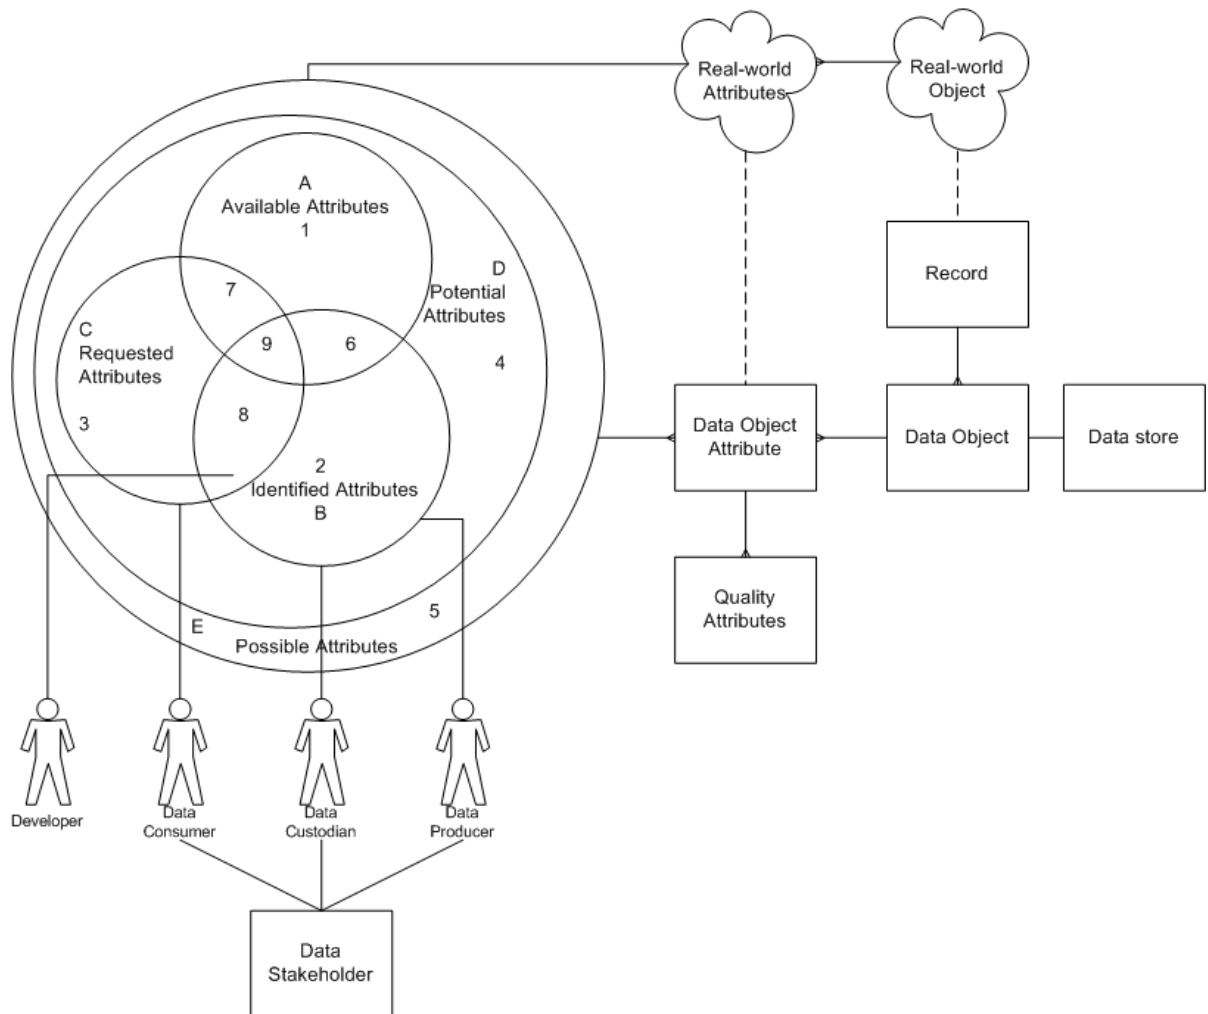 Real-world
Attributes
Real-world
Object
A
Available Attributes
1
7
D
Potential
Attributes
C
Requested
Attributes
9
6
4
3
8
2
Identified Attributes
B
5
E
Possible Attributes
Record
Data Object
Attribute
Data Object
Data store
Quality
Attributes
Developer
Data
Consumer
Data
Custodian
Data
Producer
Data
Stakeholder